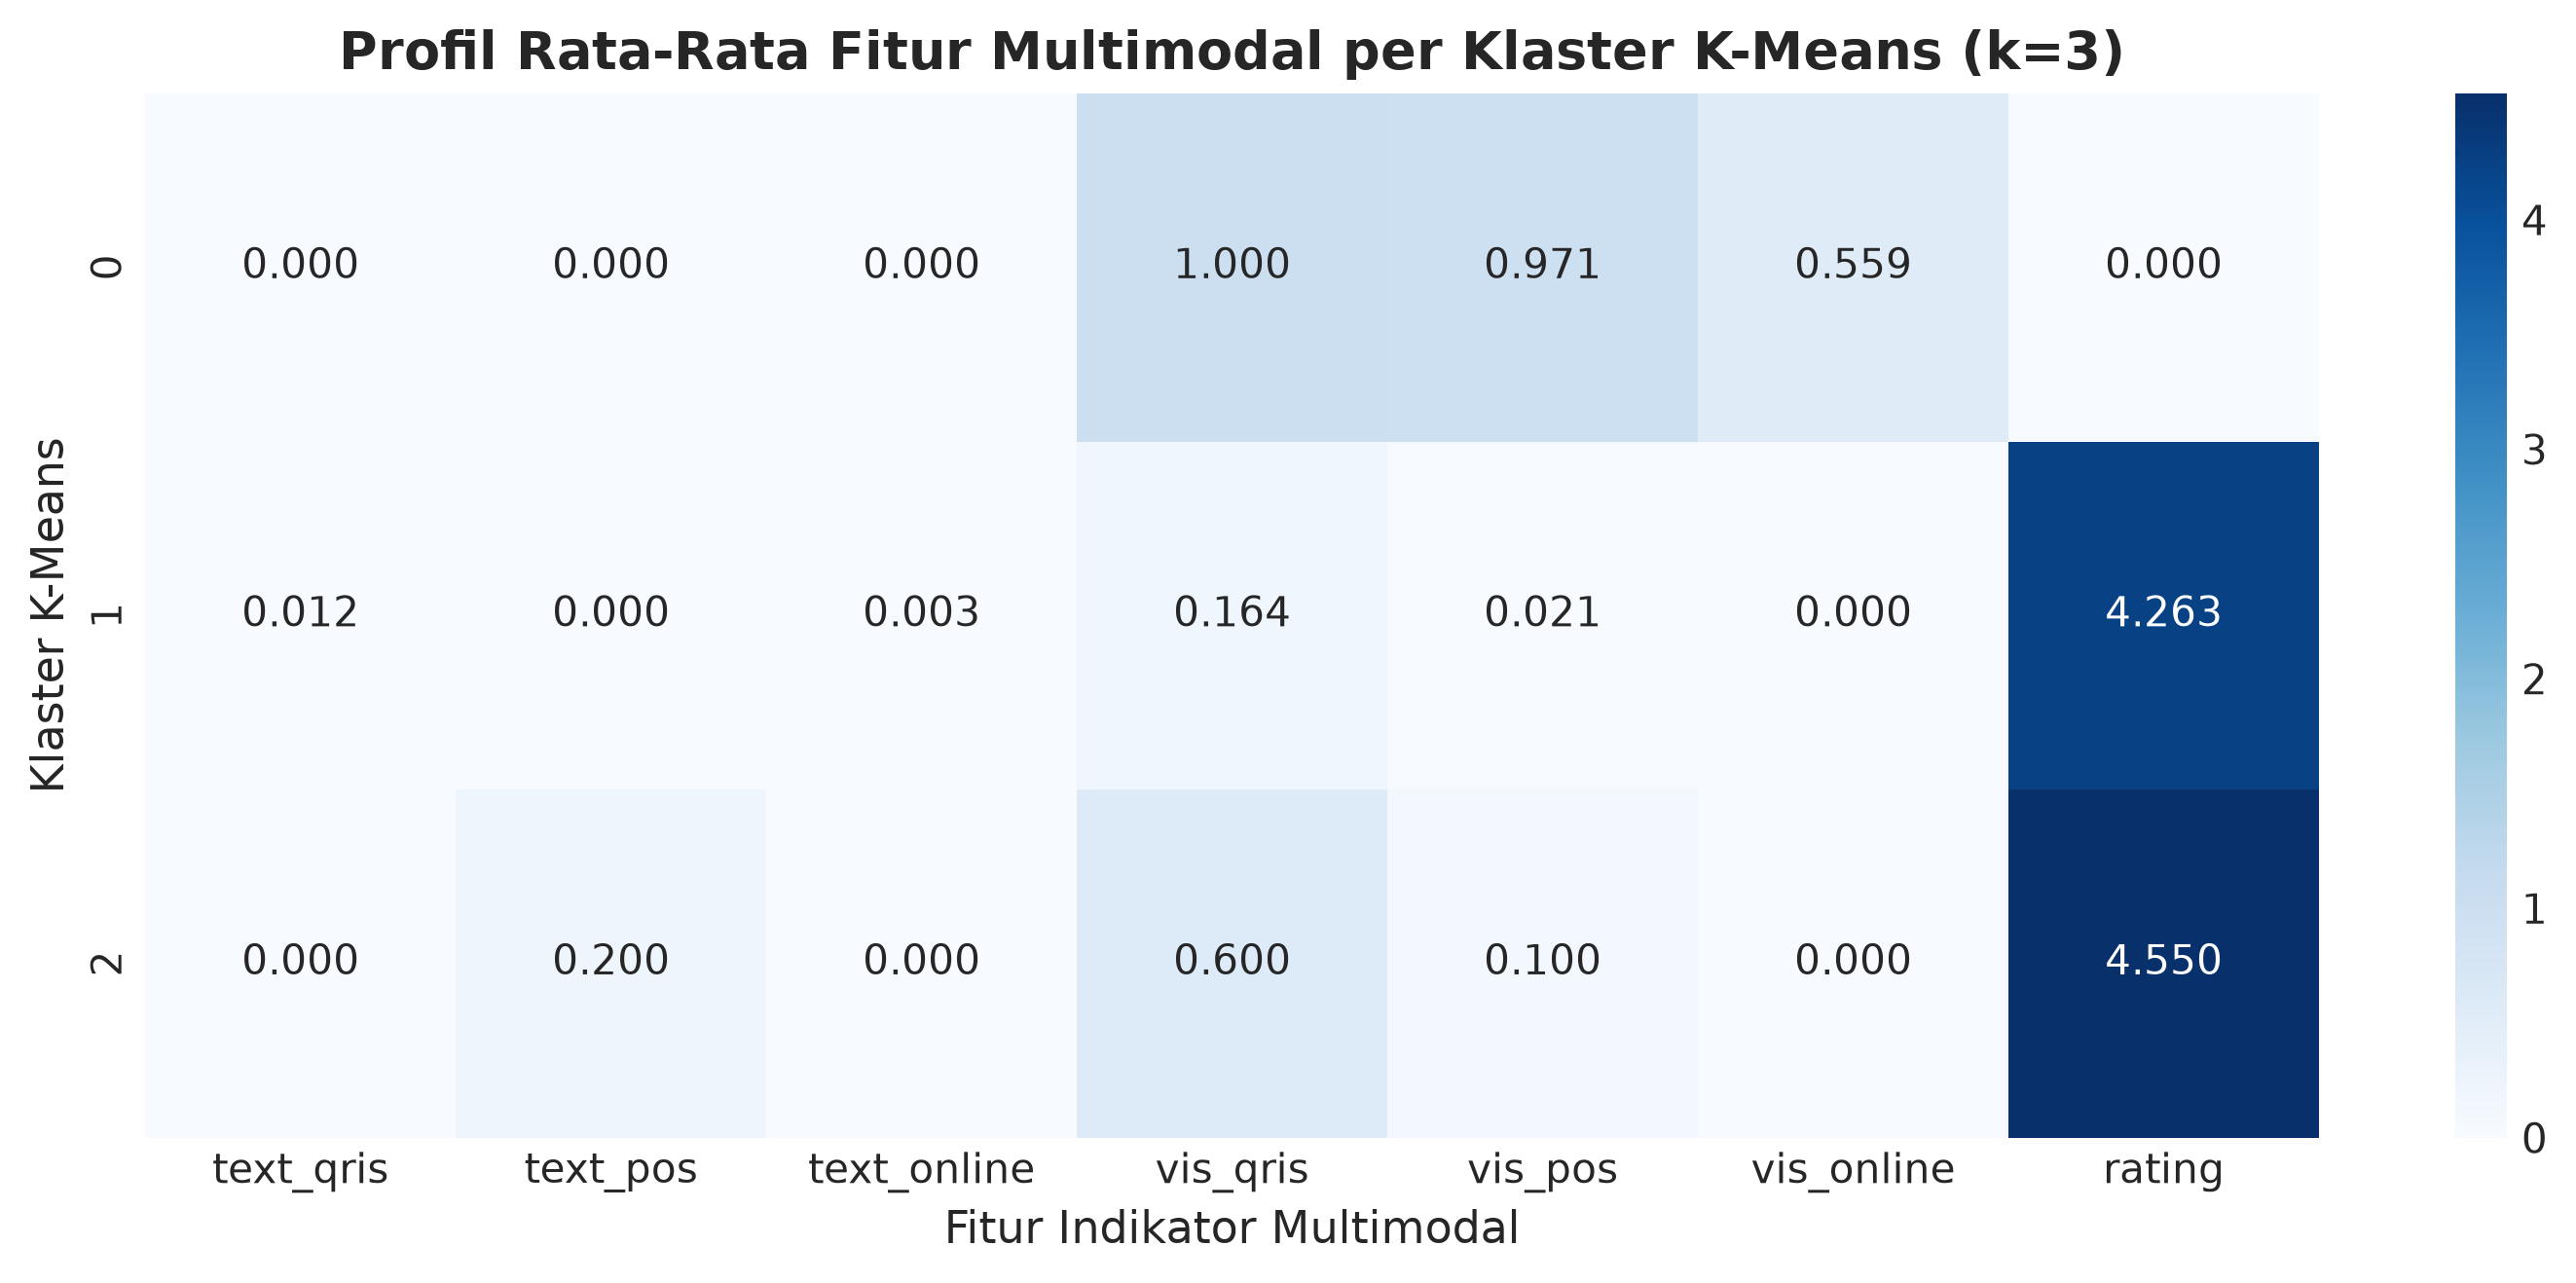 Profil Rata-Rata Fitur Multimodal per Klaster K-Means (k=3)
Klaster K-Means
0 0.000 0.000 0.000 1.000 0.971 0.559 0.000
1 0.012 0.000 0.003 0.164 0.021 0.000 4.263
2 0.000 0.200 0.000 0.600 0.100 0.000 4.550
text_qris text_pos text_online vis_qris vis_pos vis_online rating
Fitur Indikator Multimodal
4
3
2
1
0